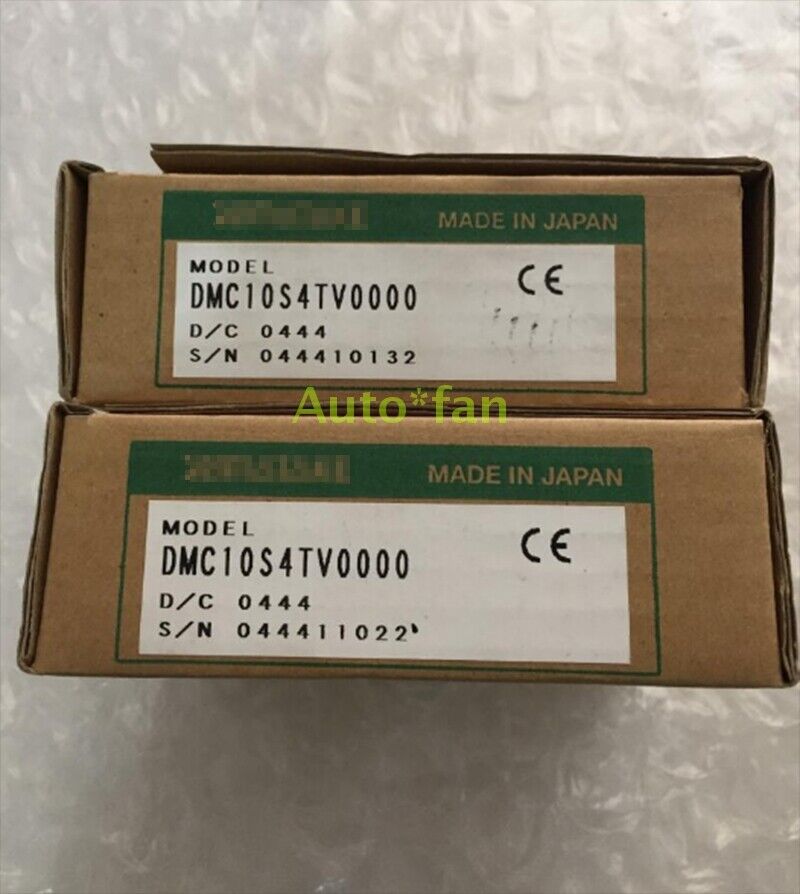 MADE IN JAPAN
MODEL
DMC10S4TV0000
CE
D/C 0444
S/N 044410132
Auto*fan
MADE IN JAPAN
MODEL
DMC10S4TV0000
CE
D/C 0444
S/N 044411022